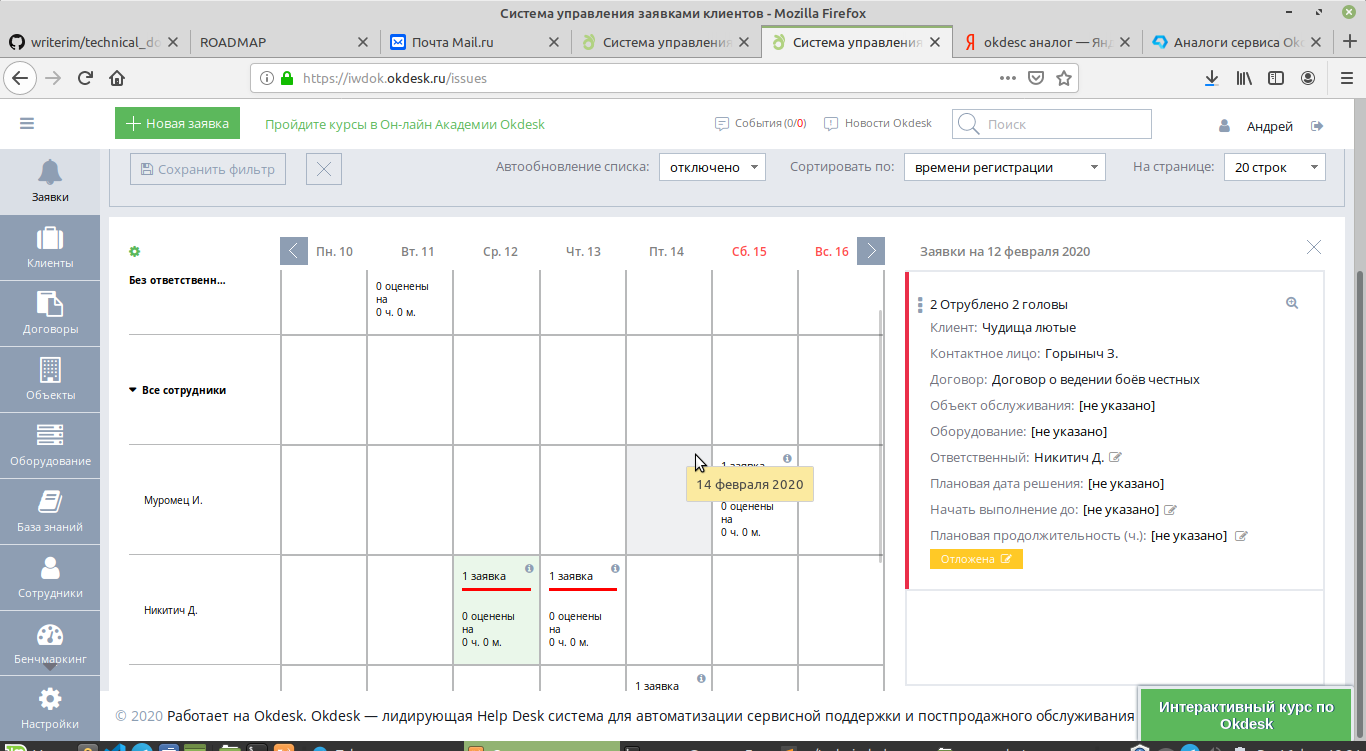 Система управления заявками клиентов - Mozilla Firefox
writerim/technical_do
ROADMAP
Почта Mail.ru
Система управления
Система управления
okdesc аналог — Янд
Аналоги сервиса Okd
https://iwdok.okdesk.ru/issues
Новая заявка
Пройдите курсы в Он-лайн Академии Okdesk
События (0/0)
Новости Okdesk
Поиск
Андрей
Заявки
Клиенты
Договоры
Объекты
Оборудование
База знаний
Сотрудники
Бенчмаркинг
Настройки
Сохранить фильтр
Автообновление списка: отключено
Сортировать по: времени регистрации
На странице: 20 строк
Пн. 10 Вт. 11 Ср. 12 Чт. 13 Пт. 14 Сб. 15 Вс. 16
Без ответственн...
0 оценены
на
0 ч. 0 м.
Все сотрудники
Муромец И.
1 заявка
14 февраля 2020
0 оценены
на
0 ч. 0 м.
Никитич Д.
1 заявка
0 оценены
на
0 ч. 0 м.
1 заявка
0 оценены
на
0 ч. 0 м.
1 заявка
Заявки на 12 февраля 2020
2 Отрублено 2 головы
Клиент: Чудища лютые
Контактное лицо: Горыныч З.
Договор: Договор о ведении боёв честных
Объект обслуживания: [не указано]
Оборудование: [не указано]
Ответственный: Никитич Д.
Плановая дата решения: [не указано]
Начать выполнение до: [не указано]
Плановая продолжительность (ч.): [не указано]
Отложена
© 2020 Работает на Okdesk. Okdesk — лидирующая Help Desk система для автоматизации сервисной поддержки и постпродажного обслуживания
Интерактивный курс по
Okdesk